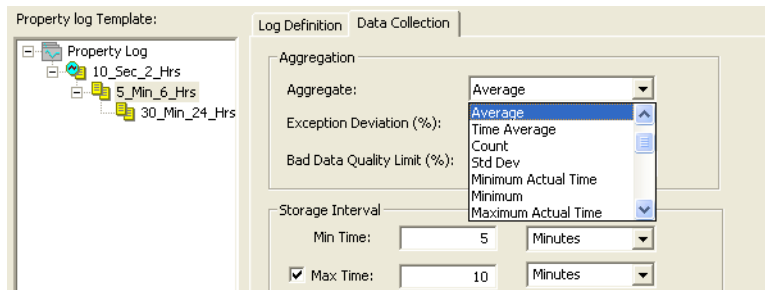 Property log Template:
Property Log
10_Sec_2_Hrs
5_Min_6_Hrs
30_Min_24_Hrs
Log Definition Data Collection
Aggregation
Aggregate: Average
Average
Time Average
Count
Std Dev
Minimum Actual Time
Minimum
Maximum Actual Time
Exception Deviation (%):
Bad Data Quality Limit (%):
Storage Interval
Min Time: 5 Minutes
Max Time: 10 Minutes